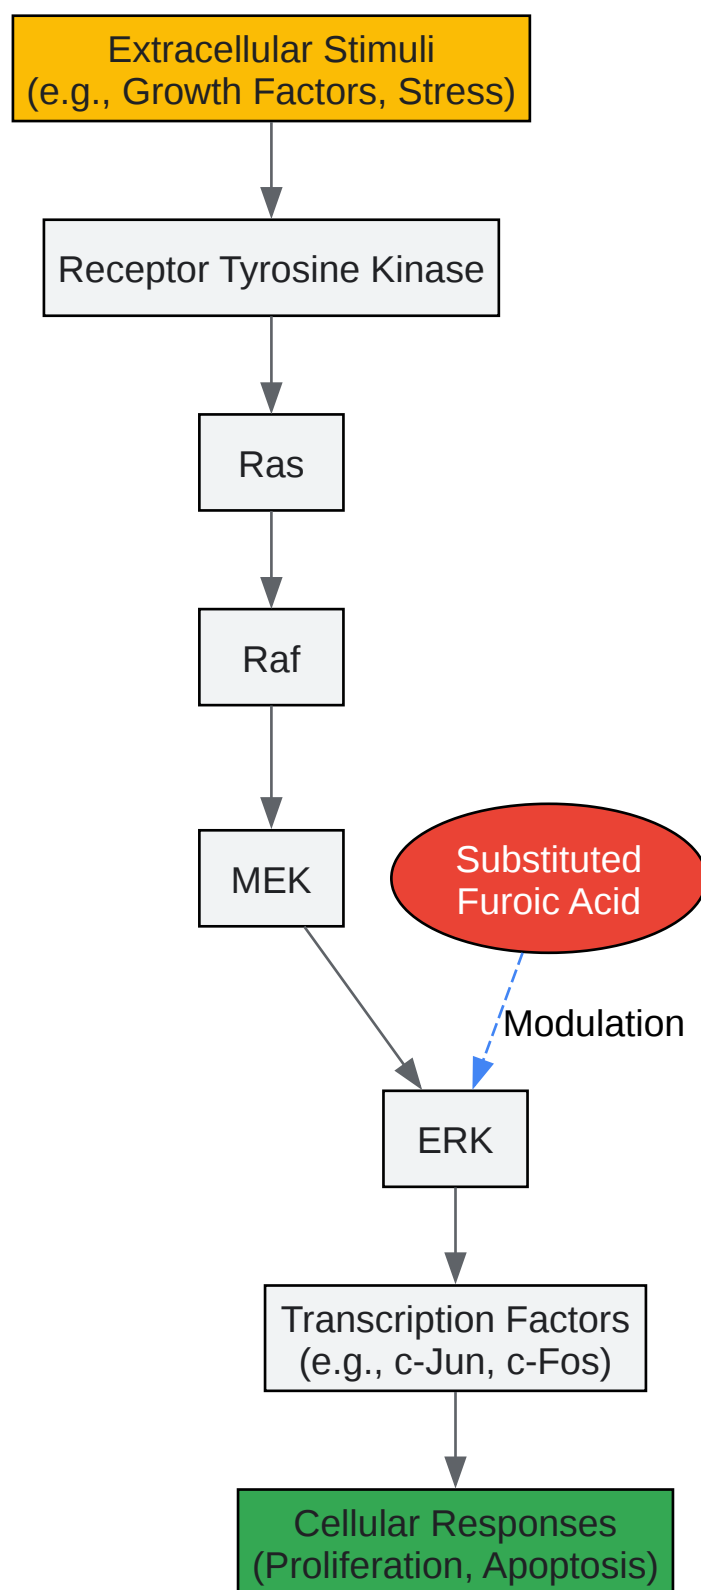 Extracellular Stimuli
(e.g., Growth Factors, Stress)
Receptor Tyrosine Kinase
Ras
Raf
MEK
Substituted
Furoic Acid
Modulation
ERK
Transcription Factors
(e.g., c-Jun, c-Fos)
Cellular Responses
(Proliferation, Apoptosis)